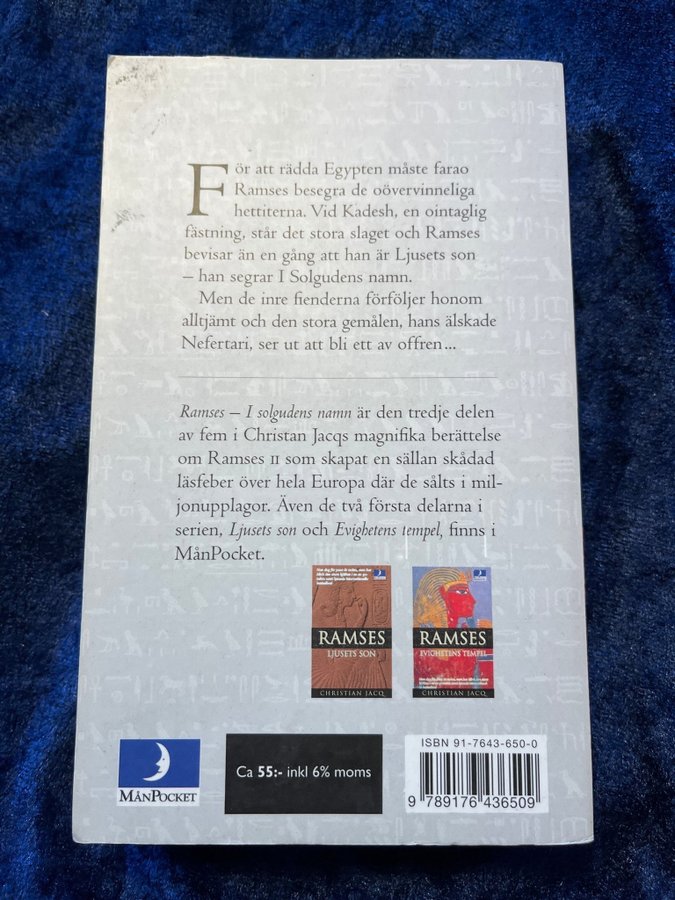 För att rädda Egypten måste farao
Ramses besegra de oövervinneliga
hettiterna. Vid Kadesh, en ointaglig
fästning, står det stora slaget och Ramses
bevisar än en gång att han är Ljusets son
– han segrar I Solgudens namn.
Men de inre fienderna förföljer honom
alltjämt och den stora gemålen, hans älskade
Nefertari, ser ut att bli ett av offren...
Ramses – I solgudens namn är den tredje delen
av fem i Christan Jacqs magnifika berättelse
om Ramses II som skapat en sällan skådad
läsfeber över hela Europa där de sålts i mil-
jonupplagor. Även de två första delarna i
serien, Ljusets son och Evighetens tempel, finns i
MånPocket.
RAMSES
LJUSETS SON
CHRISTIAN JACQ
RAMSES
EVIGHETENS TEMPEL
CHRISTIAN JACQ
MÅNPOCKET
Ca 55:- inkl 6% moms
ISBN 91-7643-650-0
9 789176 436509